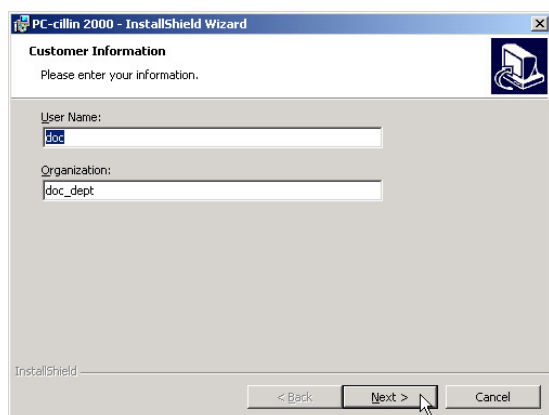 PC-cillin 2000 - InstallShield Wizard
Customer Information
Please enter your information.
User Name:
doc
Organization:
doc_dept
InstallShield
< Back
Next >
Cancel